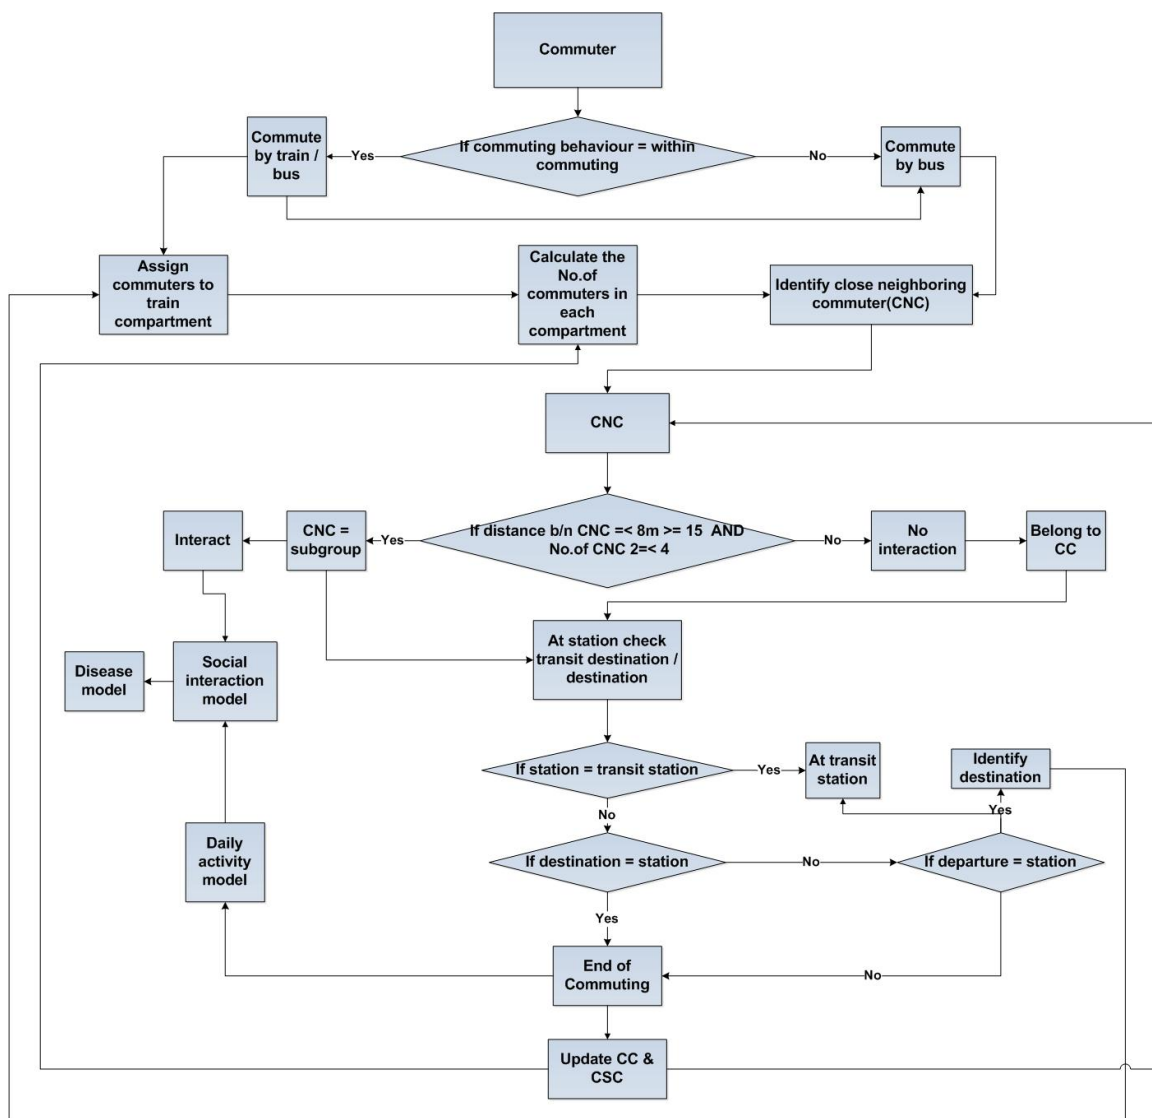 Commuter
If commuting behaviour = within
commuting
Yes
No
Commute
by train /
bus
Commute
by bus
Assign
commuters to
train
compartment
Calculate the
No.of
commuters in
each
compartment
Identify close neighboring
commuter(CNC)
CNC
If distance b/n CNC =< 8m >= 15 AND
No.of CNC 2=< 4
Yes
No
Interact
CNC =
subgroup
No
interaction
Belong to
CC
At station check
transit destination /
destination
Social
interaction
model
Disease
model
If station = transit station
Yes
At transit
station
Identify
destination
Yes
No
Daily
activity
model
If destination = station
No
If departure = station
Yes
End of
Commuting
No
Update CC &
CSC